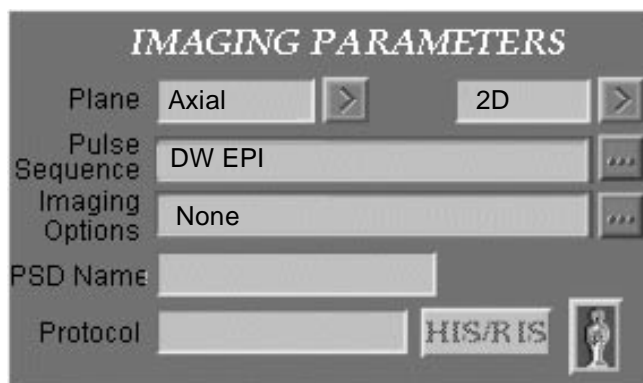 IMAGING PARAMETERS
Plane Axial > 2D >
Pulse
Sequence DW EPI ...
Imaging
Options None ...
PSD Name
Protocol HIS/RIS